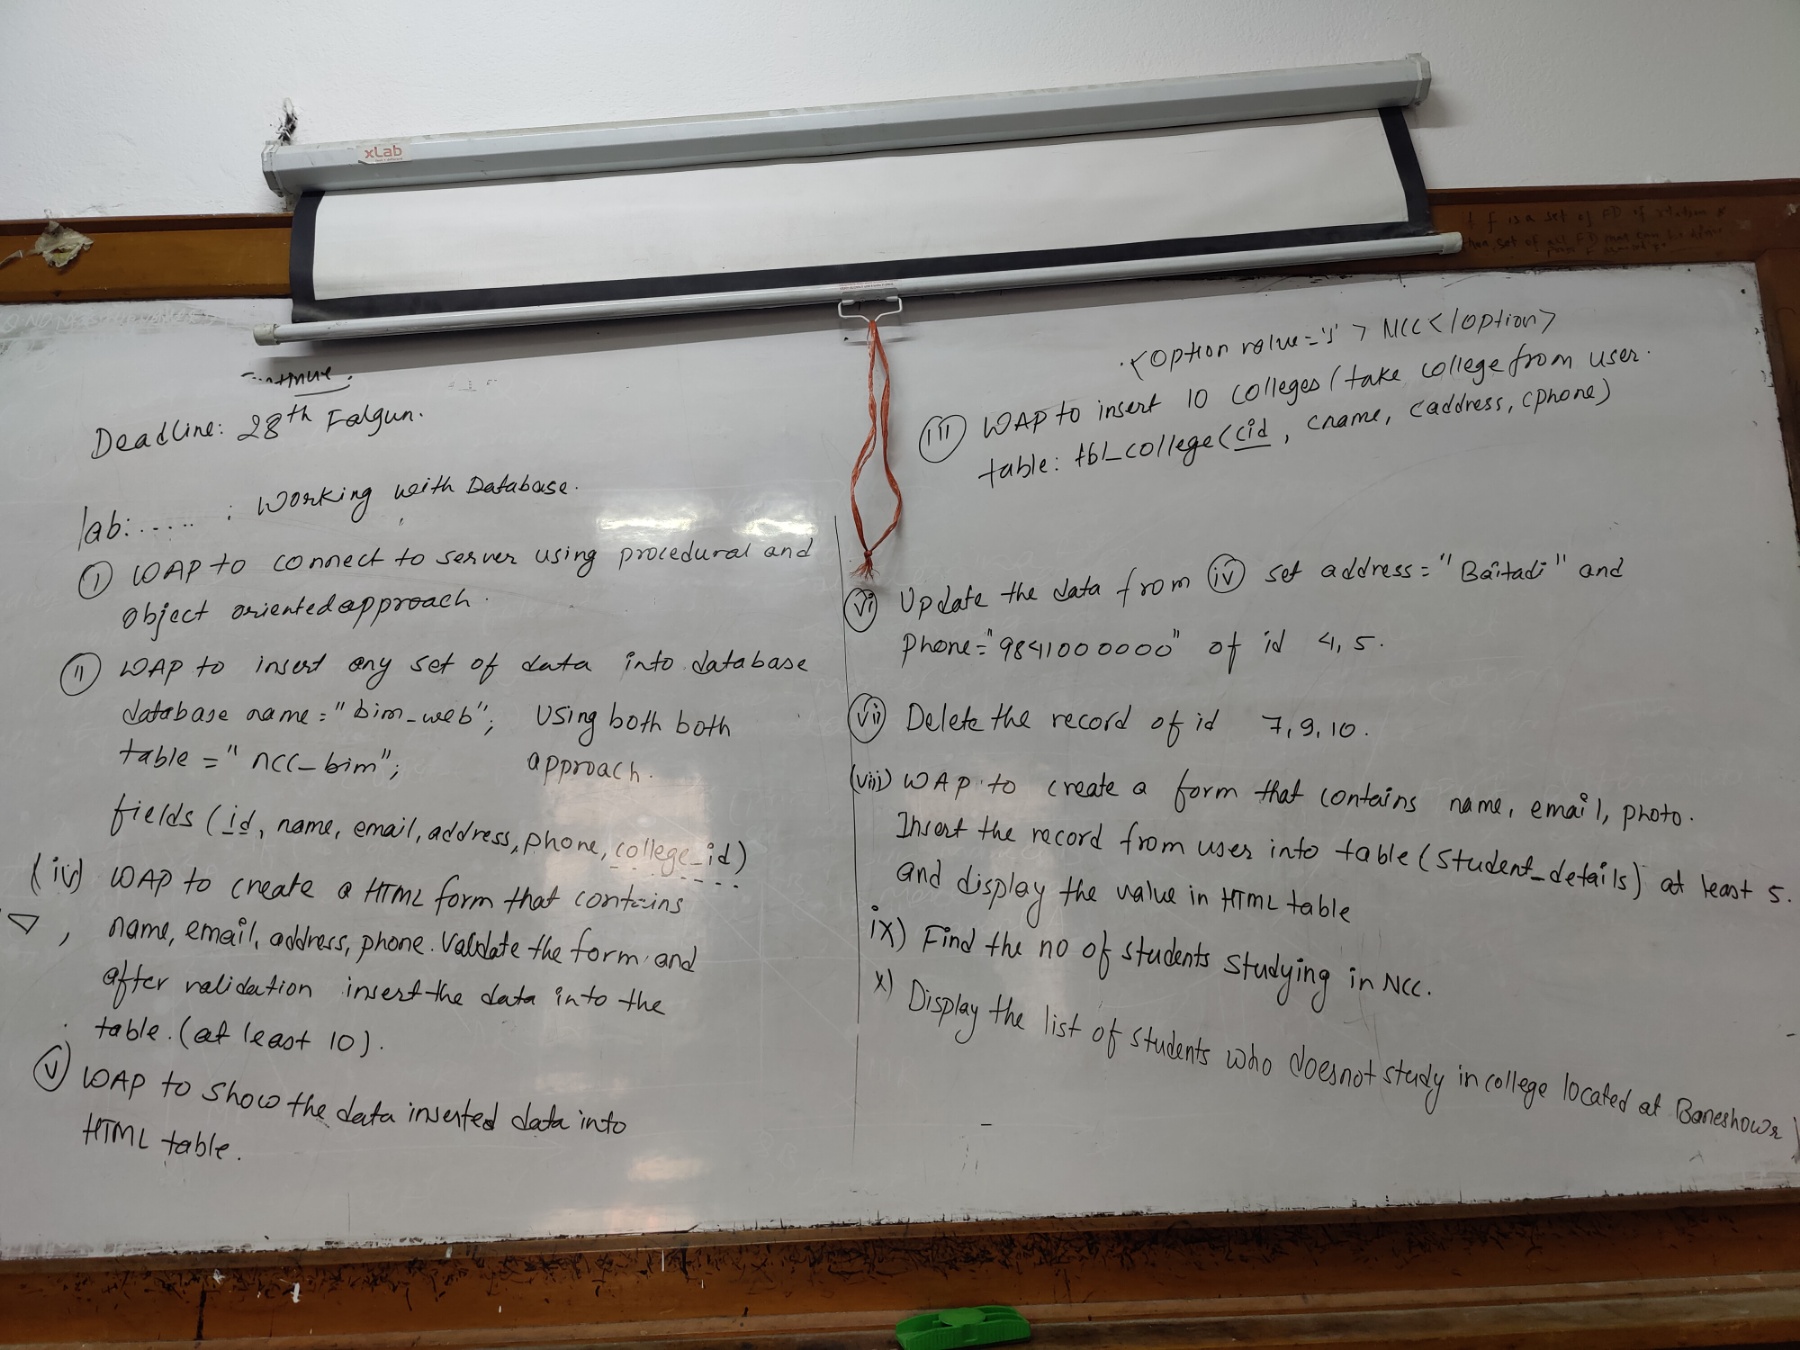 xLab
Deadline: 28th Falgun.
lab:..... : Working with Database.
(i) WAP to connect to server using procedural and
object oriented approach.
(ii) WAP to insert any set of data into database
database name="bim_web"; Using both both
table="ncc_bim"; approach.
fields (id, name, email, address, phone, college_id)
(iv) WAP to create a HTML form that contains
name, email, address, phone. Validate the form and
after validation insert the data into the
table. (at least 10).
(v) WAP to show the data inserted data into
HTML table.
<option value='1'> NCC</option>
(iii) WAP to insert 10 colleges (take college from user.
table: tbl_college(cid, cname, caddress, cphone)
(vi) Update the data from (iv) set address="Baitadi" and
Phone="9841000000" of id 4,5.
(vii) Delete the record of id 7,9,10.
(viii) WAP to create a form that contains name, email, photo.
Insert the record from user into table (Student_details) at least 5.
and display the value in HTML table
ix) Find the no of students studying in NCC.
x) Display the list of students who doesnot study in college located at Baneshowr